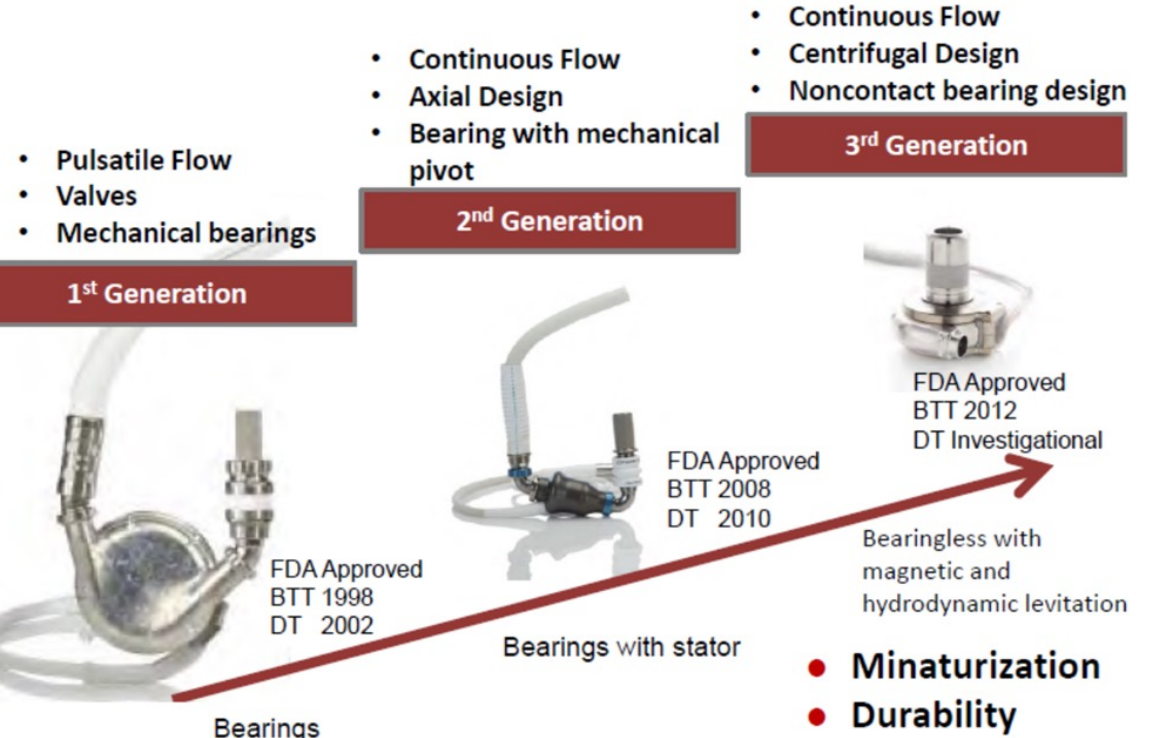 • Pulsatile Flow
• Valves
• Mechanical bearings
1st Generation
FDA Approved
BTT 1998
DT 2002
Bearings
• Continuous Flow
• Axial Design
• Bearing with mechanical
pivot
2nd Generation
FDA Approved
BTT 2008
DT 2010
Bearings with stator
• Continuous Flow
• Centrifugal Design
• Noncontact bearing design
3rd Generation
FDA Approved
BTT 2012
DT Investigational
Bearingless with
magnetic and
hydrodynamic levitation
• Minaturization
• Durability